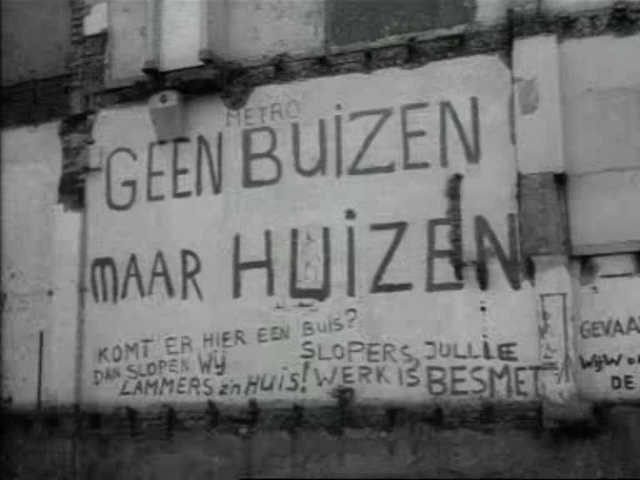 METRO
GEEN BUiZEN
MAAR HUiZEN
KOMT ER HIER EEN BUIS?
DAN SLOPEN WIJ
LAMMERS z'n HUIS!
SLOPERS, JULLIE
WERK IS BESMET
GEVAA
WIJW
DE